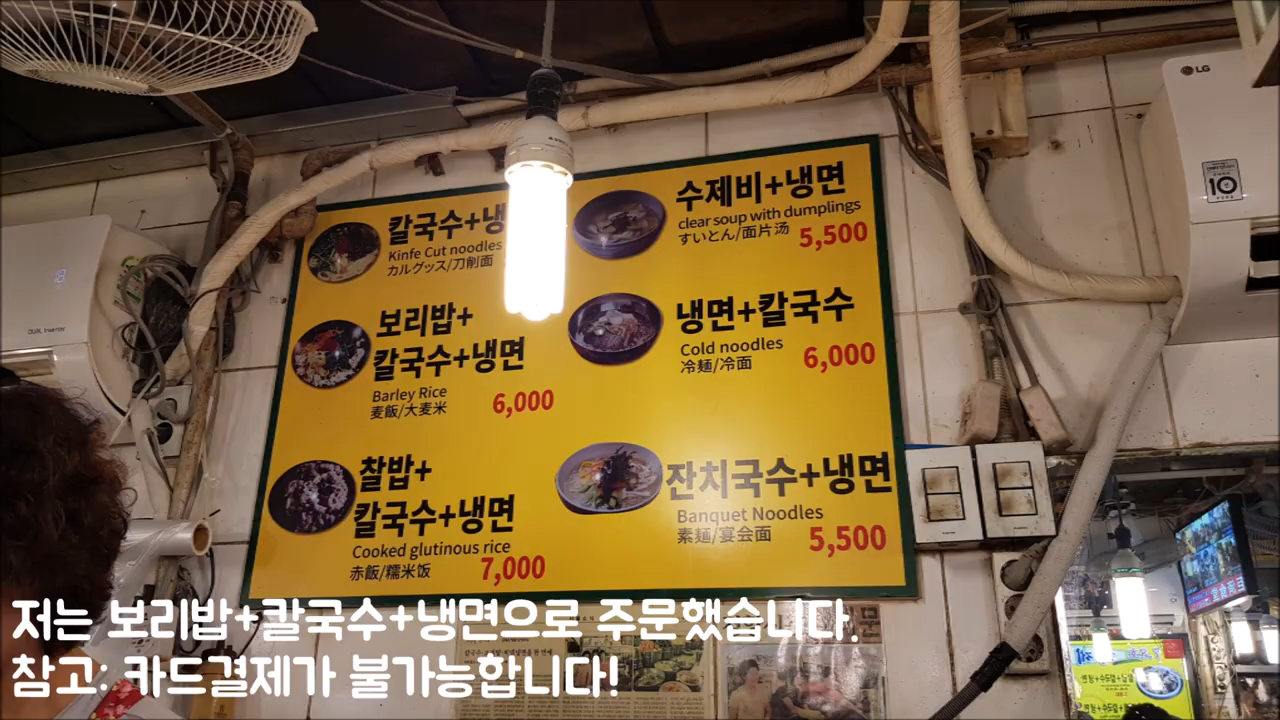 칼국수+냉
Kinfe Cut noodles
カルグッス/刀削面
보리밥+
칼국수+냉면
Barley Rice
麦飯/大麦米
6,000
찰밥+
칼국수+냉면
Cooked glutinous rice
赤飯/糯米饭
7,000
수제비+냉면
clear soup with dumplings
すいとん/面片汤
5,500
냉면+칼국수
Cold noodles
冷麺/冷面
6,000
잔치국수+냉면
Banquet Noodles
素麺/宴会面
5,500
LG
10
18
DUAL Inverter
저는 보리밥+칼국수+냉면으로 주문했습니다.
참고: 카드결제가 불가능합니다!